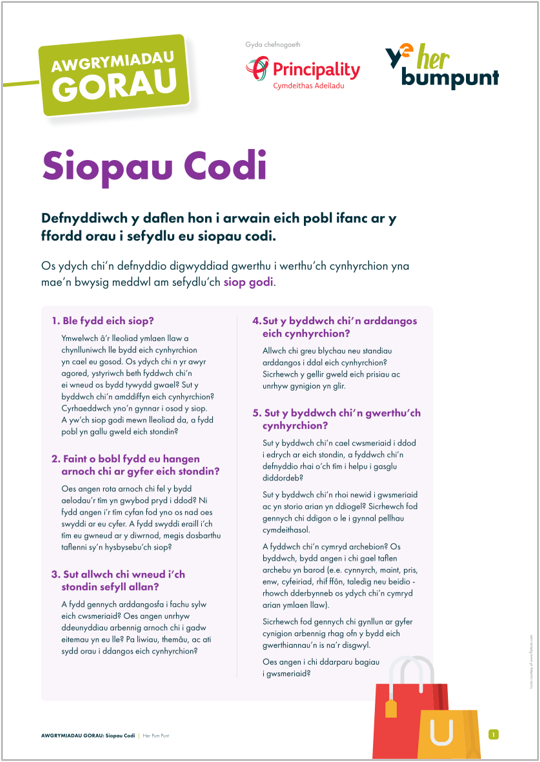 AWGRYMIADAU
GORAU
Gyda chefnogaeth
Principality
Cymdeithas Adeiladu
ye her
bumpunt
Siopau Codi
Defnyddiwch y daflen hon i arwain eich pobl ifanc ar y
ffordd orau i sefydlu eu siopau codi.
Os ydych chi'n defnyddio digwyddiad gwerthu i werthu'ch cynhyrchion yna
mae'n bwysig meddwl am sefydlu'ch siop godi.
1. Ble fydd eich siop?
Ymwelwch â'r lleoliad ymlaen llaw a
chynlluniwch lle bydd eich cynhyrchion
yn cael eu gosod. Os ydych chi n yr awyr
agored, ystyriwch beth fyddwch chi'n
ei wneud os bydd tywydd gwael? Sut y
byddwch chi'n amddiffyn eich cynhyrchion?
Cyrhaeddwch yno'n gynnar i osod y siop.
A yw'ch siop godi mewn lleoliad da, a fydd
pobl yn gallu gweld eich stondin?
2. Faint o bobl fydd eu hangen
arnoch chi ar gyfer eich stondin?
Oes angen rota arnoch chi fel y bydd
aelodau'r tîm yn gwybod pryd i ddod? Ni
fydd angen i'r tîm cyfan fod yno os nad oes
swyddi ar eu cyfer. A fydd swyddi eraill i'ch
tîm eu gwneud ar y diwrnod, megis dosbarthu
taflenni sy'n hysbysebu'ch siop?
3. Sut allwch chi wneud i'ch
stondin sefyll allan?
A fydd gennych arddangosfa i fachu sylw
eich cwsmeriaid? Oes angen unrhyw
ddeunyddiau arbennig arnoch chi i gadw
eitemau yn eu lle? Pa liwiau, themâu, ac ati
sydd orau i ddangos eich cynhyrchion?
4.Sut y byddwch chi'n arddangos
eich cynhyrchion?
Allwch chi greu blychau neu standiau
arddangos i ddal eich cynhyrchion?
Sicrhewch y gellir gweld eich prisiau ac
unrhyw gynigion yn glir.
5. Sut y byddwch chi'n gwerthu'ch
cynhyrchion?
Sut y byddwch chi'n cael cwsmeriaid i ddod
i edrych ar eich stondin, a fyddwch chi'n
defnyddio rhai o'ch tîm i helpu i gasglu
diddordeb?
Sut y byddwch chi'n rhoi newid i gwsmeriaid
ac yn storio arian yn ddiogel? Sicrhewch fod
gennych chi ddigon o le i gynnal pellhau
cymdeithasol.
A fyddwch chi'n cymryd archebion? Os
byddwch, bydd angen i chi gael taflen
archebu yn barod (e.e. cynnyrch, maint, pris,
enw, cyfeiriad, rhif ffôn, taledig neu beidio -
rhowch dderbynneb os ydych chi'n cymryd
arian ymlaen llaw).
Sicrhewch fod gennych chi gynllun ar gyfer
cynigion arbennig rhag ofn y bydd eich
gwerthiannau'n is na'r disgwyl.
Oes angen i chi ddarparu bagiau
i gwsmeriaid?
AWGRYMIADAU GORAU: Siopau Codi | Her Pum Punt
1